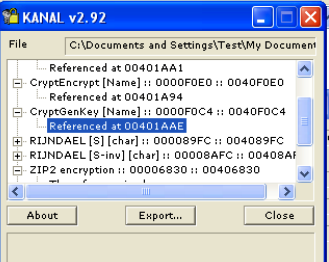 KANAL v2.92
File
C:\Documents and Settings\Test\My Document
Referenced at 00401AA1
CryptEncrypt [Name] :: 0000F0E0 :: 0040F0E0
Referenced at 00401A94
CryptGenKey [Name] :: 0000F0C4 :: 0040F0C4
Referenced at 00401AAE
RIJNDAEL [S] [char] :: 000089FC :: 004089FC
RIJNDAEL [S-inv] [char] :: 00008AFC :: 00408AF
ZIP2 encryption :: 00006830 :: 00406830
About
Export...
Close